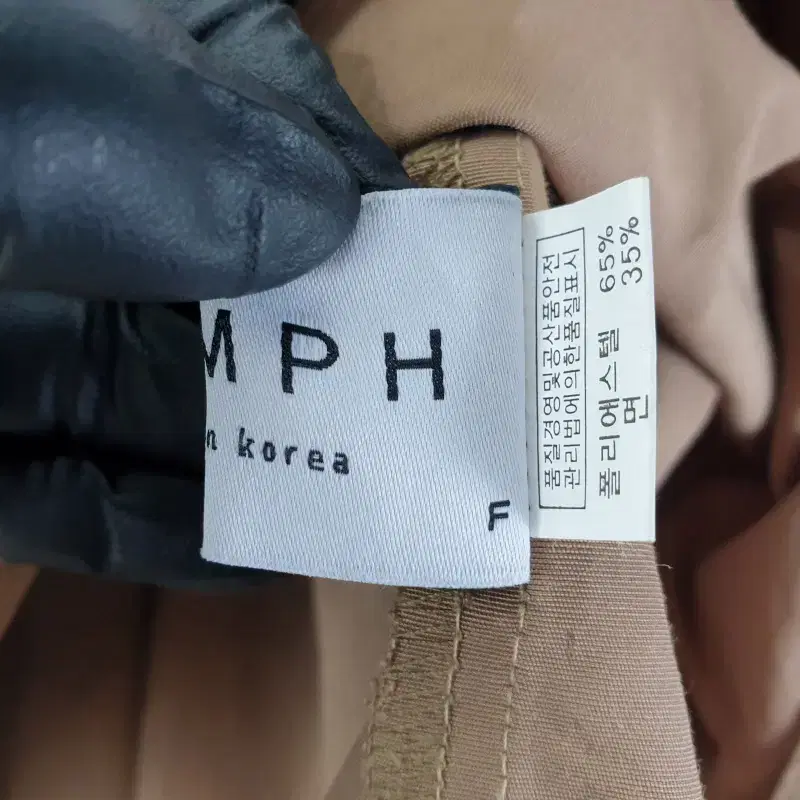 MPH
n korea
F
품질경영및공산품안전
관리법에의한품질표시
폴리에스텔 65%
면 35%